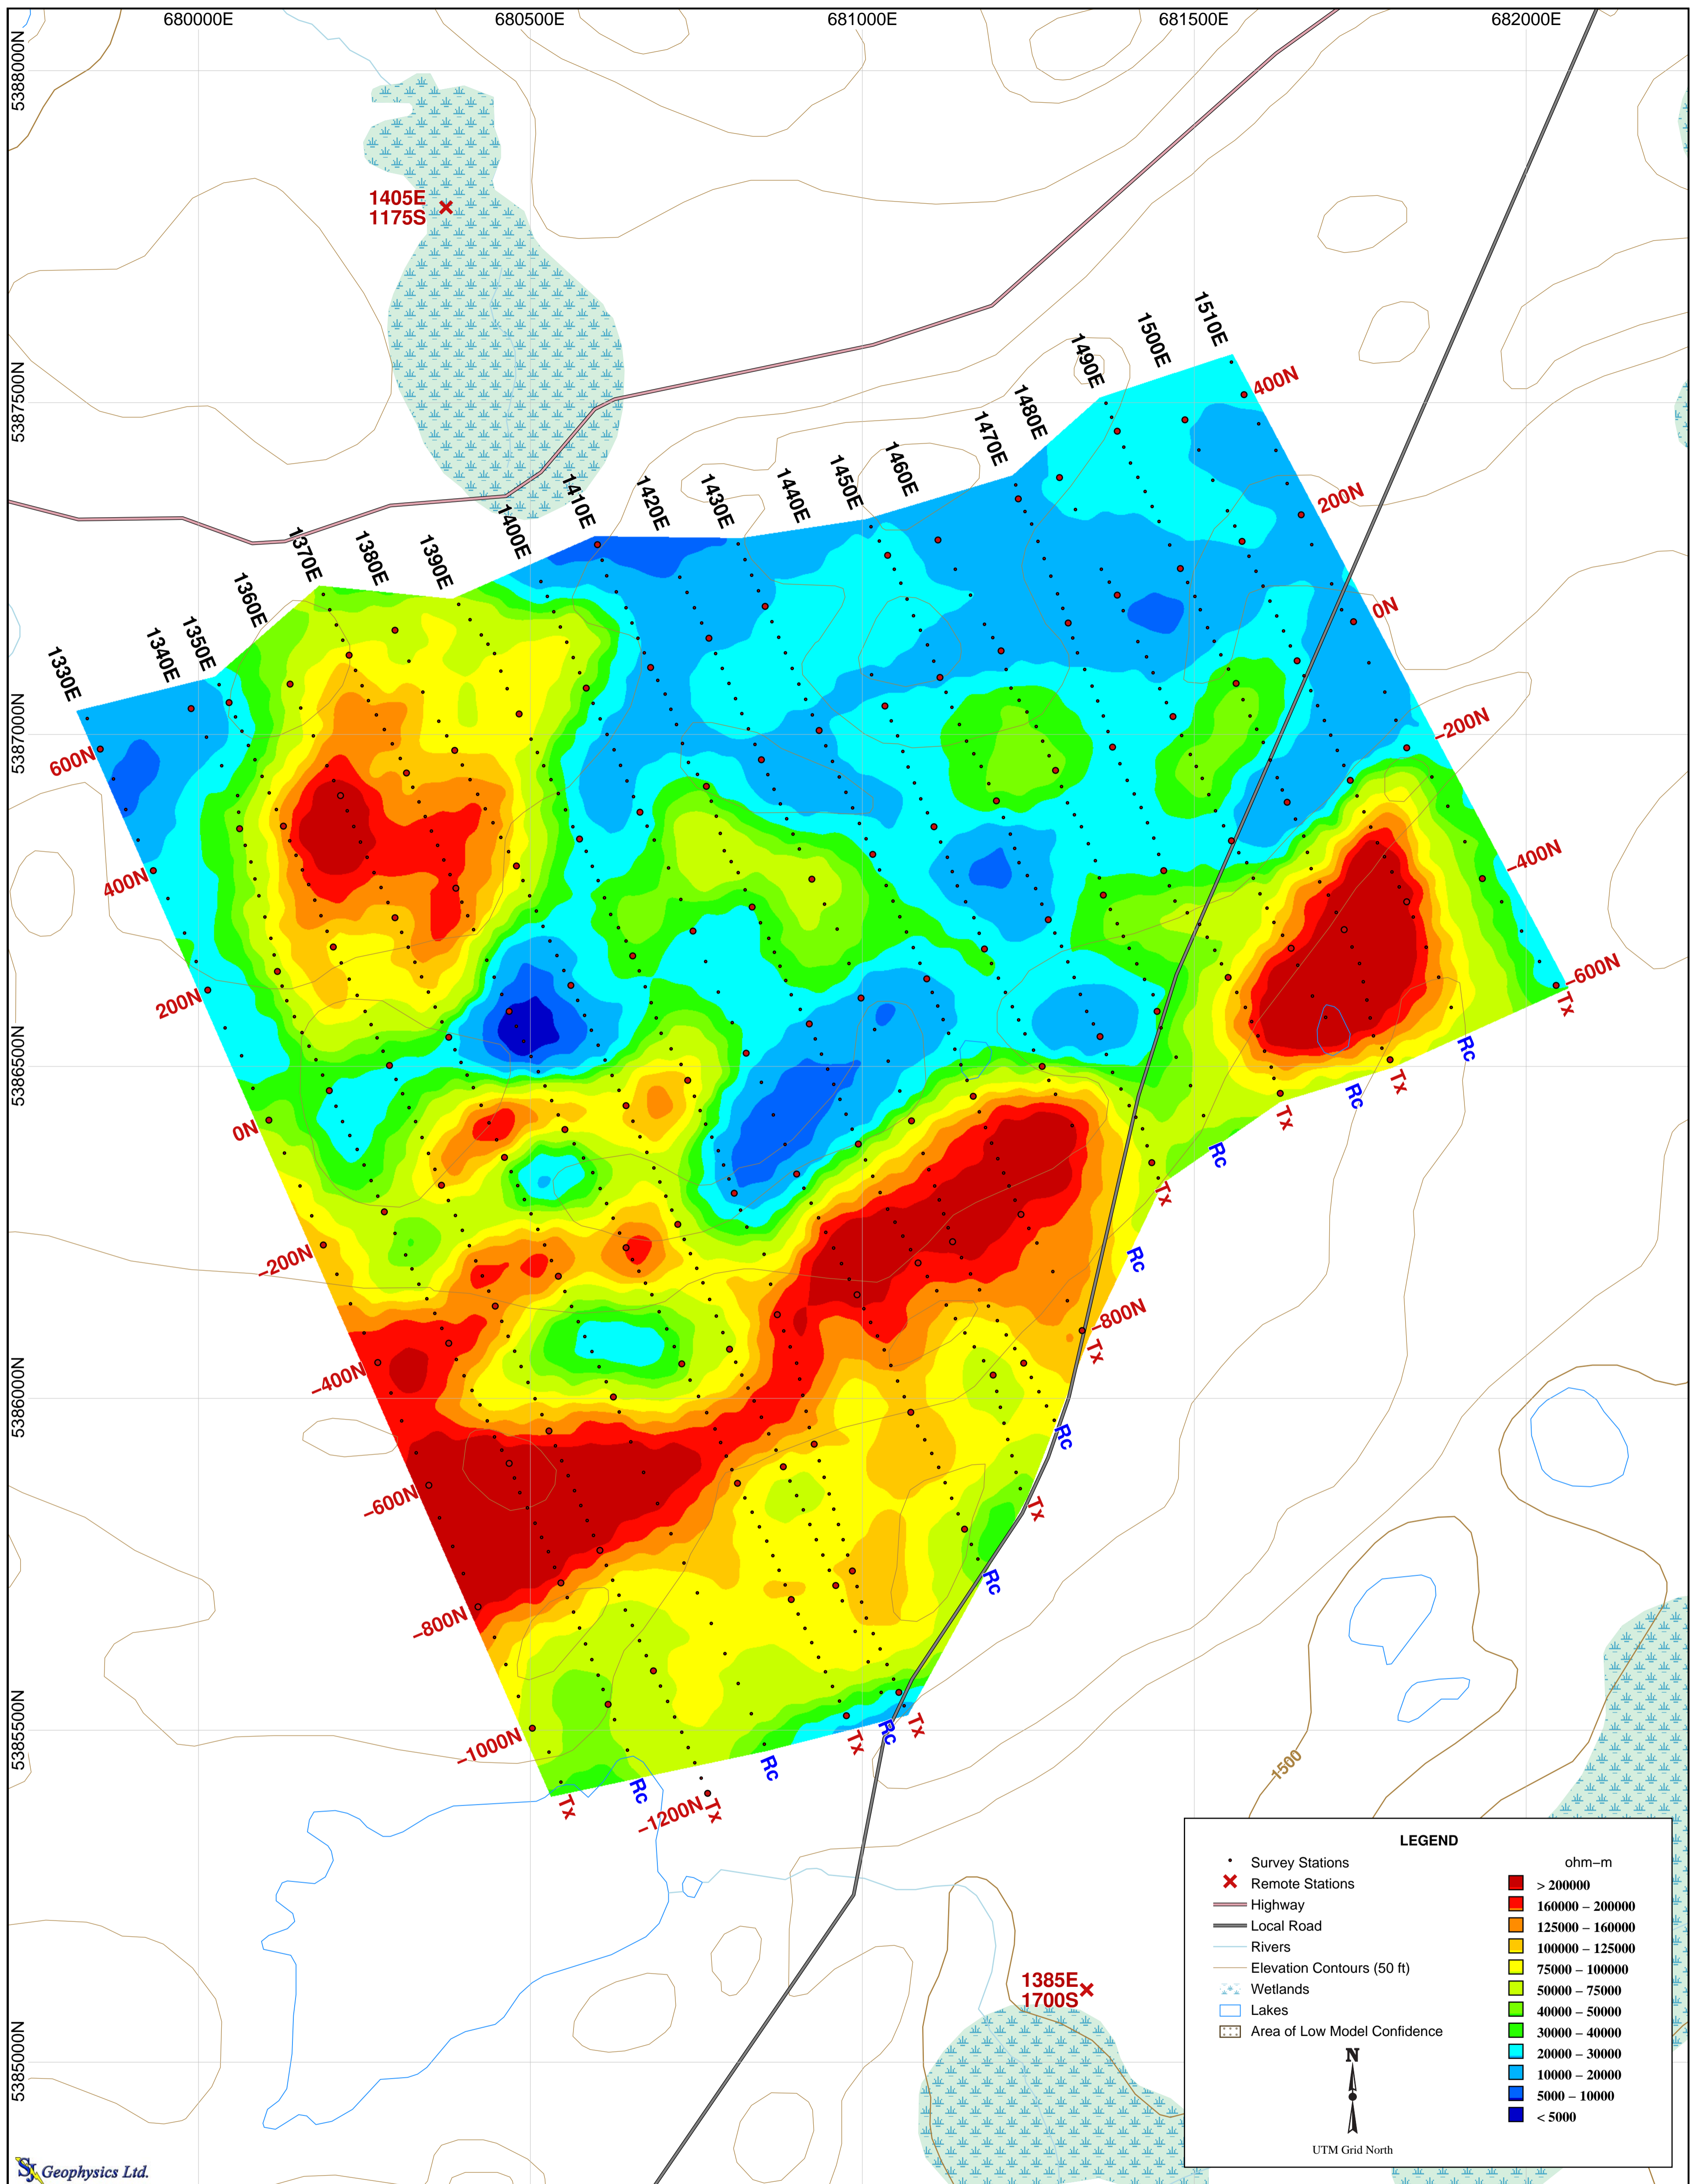 680000E
680500E
681000E
681500E
682000E
5388000N
5387500N
5387000N
5386500N
5386000N
5385500N
5385000N
1405E
1175S
1510E
1500E
1490E
1480E
1470E
1460E
1450E
1440E
1430E
1420E
1410E
1400E
1390E
1380E
1370E
1360E
1350E
1340E
1330E
400N
200N
0N
–200N
–400N
–600N
Tx
Rc
Tx
Rc
Tx
Rc
Tx
Rc
–800N
Tx
Rc
Tx
Rc
Tx
Rc
Tx
Rc
Tx
–1200N
Rc
Tx
600N
400N
200N
0N
–200N
–400N
–600N
–800N
–1000N
1500
1385E
1700S
LEGEND
Survey Stations
Remote Stations
Highway
Local Road
Rivers
Elevation Contours (50 ft)
Wetlands
Lakes
Area of Low Model Confidence
ohm–m
> 200000
160000 – 200000
125000 – 160000
100000 – 125000
75000 – 100000
50000 – 75000
40000 – 50000
30000 – 40000
20000 – 30000
10000 – 20000
5000 – 10000
< 5000
N
UTM Grid North
SJ Geophysics Ltd.